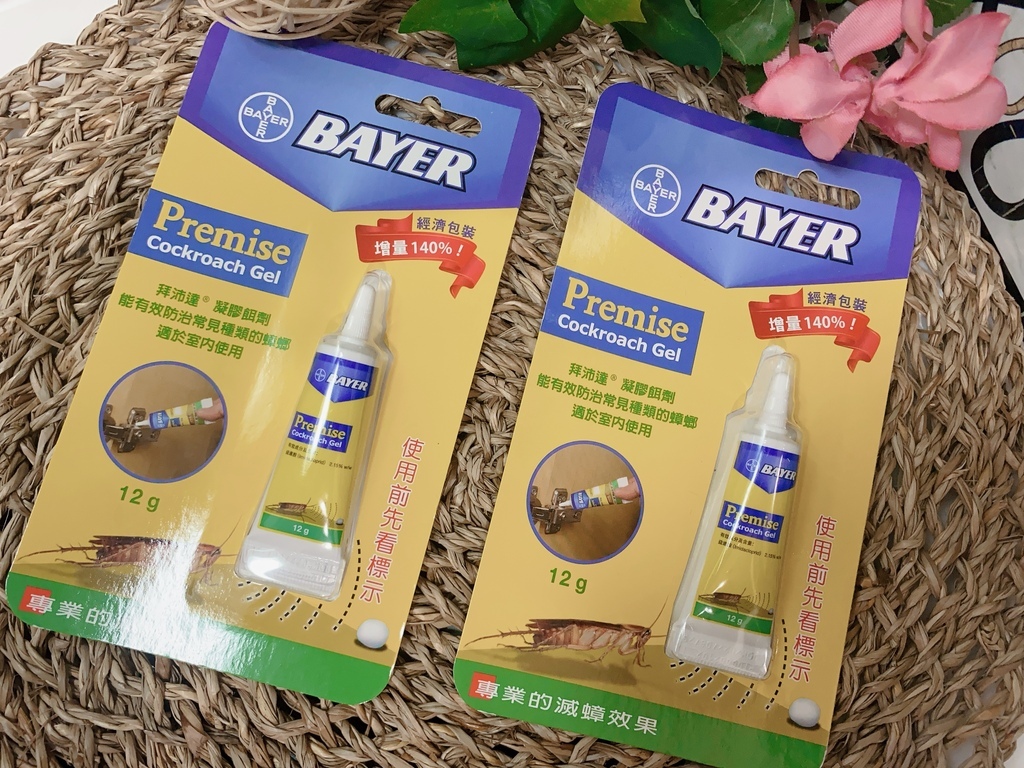 BAYER
BAYER
BAYER
經濟包裝
增量140%!
Premise
Cockroach Gel
拜沛達® 凝膠餌劑
能有效防治常見種類的蟑螂
適於室內使用
BAYER
Premise
Cockroach Gel
12 g
12 g
使用前先看標示
專業的
BAYER
BAYER
BAYER
經濟包裝
增量140%!
Premise
Cockroach Gel
拜沛達® 凝膠餌劑
能有效防治常見種類的蟑螂
適於室內使用
BAYER
Premise
Cockroach Gel
12 g
12 g
使用前先看標示
專業的滅蟑效果